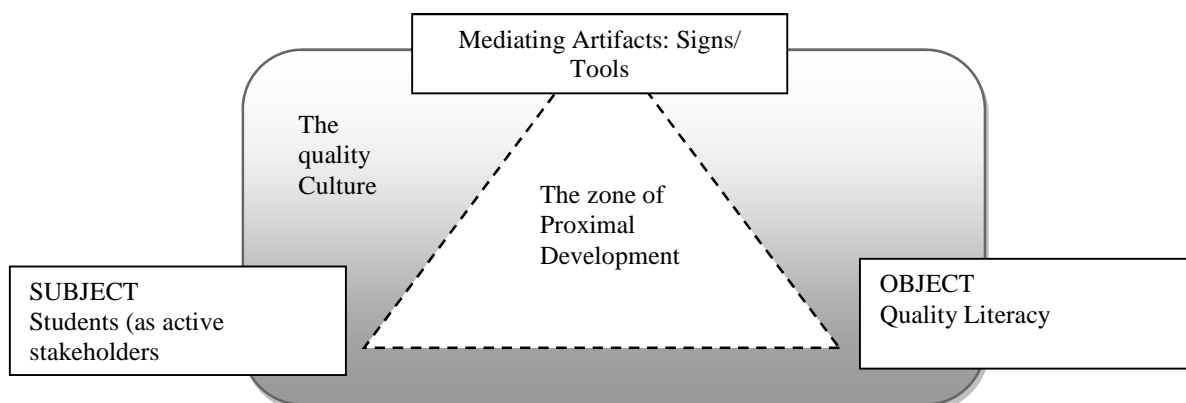 Mediating Artifacts: Signs/
Tools
The
quality
Culture
The zone of
Proximal
Development
SUBJECT
Students (as active
stakeholders
OBJECT
Quality Literacy